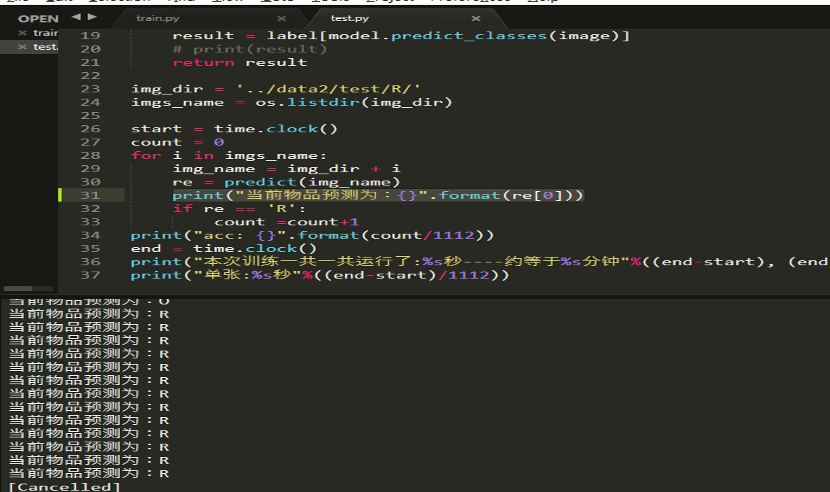 OPEN
train.py
test.py
train
test.
19 result = label[model.predict_classes(image)]
20 # print(result)
21 return result
22
23 img_dir = '../data2/test/R/'
24 imgs_name = os.listdir(img_dir)
25
26 start = time.clock()
27 count = 0
28 for i in imgs_name:
29 img_name = img_dir + i
30 re = predict(img_name)
31 print("当前物品预测为：{}".format(re[0]))
32 if re == 'R':
33 count =count+1
34 print("acc: {}".format(count/1112))
35 end = time.clock()
36 print("本次训练一共一共运行了:%s秒----约等于%s分钟"%((end-start), (end
37 print("单张:%s秒"%((end-start)/1112))
当前物品预测为：O
当前物品预测为：R
当前物品预测为：R
当前物品预测为：R
当前物品预测为：R
当前物品预测为：R
当前物品预测为：R
当前物品预测为：R
当前物品预测为：R
当前物品预测为：R
当前物品预测为：R
当前物品预测为：R
当前物品预测为：R
当前物品预测为：R
[Cancelled]